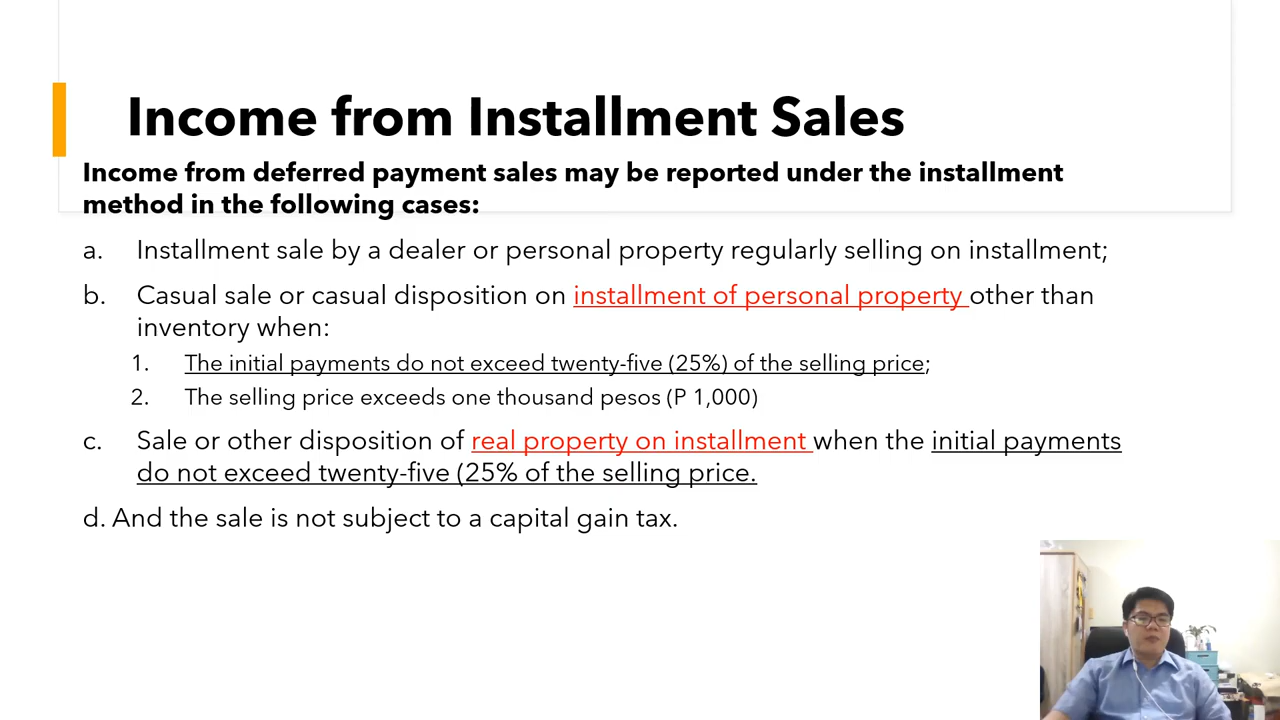 Income from Installment Sales
Income from deferred payment sales may be reported under the installment
method in the following cases:
a. Installment sale by a dealer or personal property regularly selling on installment;
b. Casual sale or casual disposition on installment of personal property other than
inventory when:
1. The initial payments do not exceed twenty-five (25%) of the selling price;
2. The selling price exceeds one thousand pesos (P 1,000)
c. Sale or other disposition of real property on installment when the initial payments
do not exceed twenty-five (25% of the selling price.
d. And the sale is not subject to a capital gain tax.